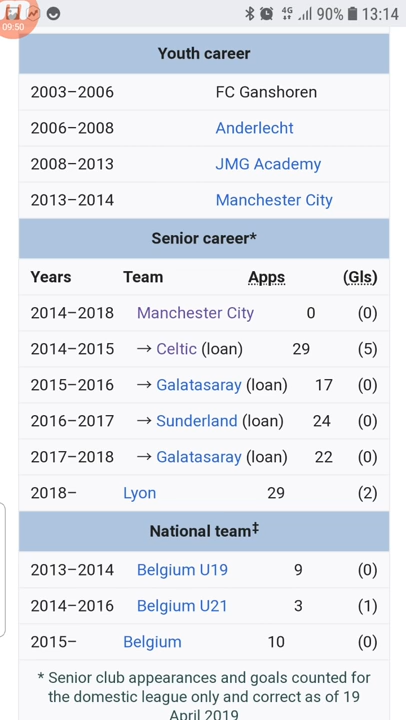 4G 90% 13:14
09:50
Youth career
2003–2006 FC Ganshoren
2006–2008 Anderlecht
2008–2013 JMG Academy
2013–2014 Manchester City
Senior career*
Years Team Apps (Gls)
2014–2018 Manchester City 0 (0)
2014–2015 → Celtic (loan) 29 (5)
2015–2016 → Galatasaray (loan) 17 (0)
2016–2017 → Sunderland (loan) 24 (0)
2017–2018 → Galatasaray (loan) 22 (0)
2018– Lyon 29 (2)
National team‡
2013–2014 Belgium U19 9 (0)
2014–2016 Belgium U21 3 (1)
2015– Belgium 10 (0)
* Senior club appearances and goals counted for
the domestic league only and correct as of 19
April 2019